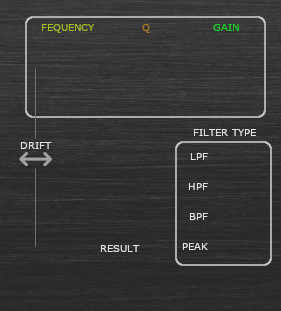 FEQUENCY Q GAIN
FILTER TYPE
DRIFT
LPF
HPF
BPF
PEAK
RESULT